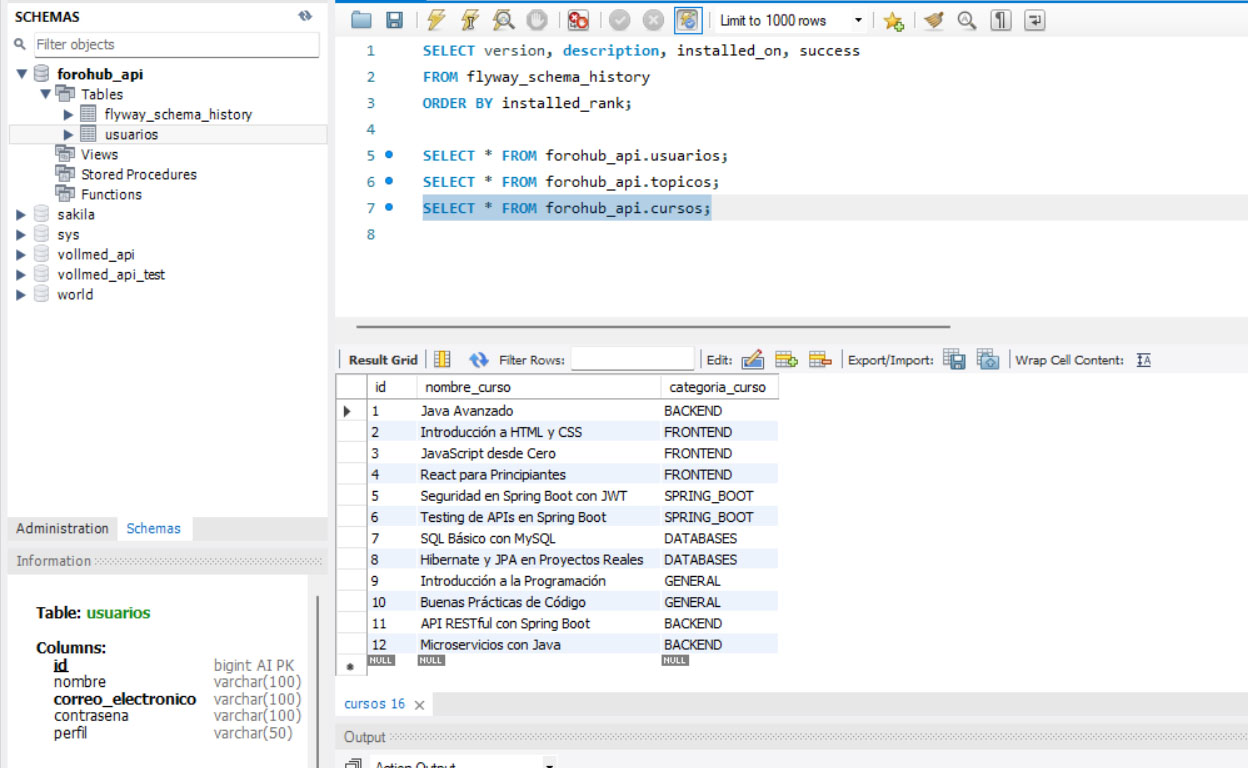 SCHEMAS
Filter objects
forohub_api
Tables
flyway_schema_history
usuarios
Views
Stored Procedures
Functions
sakila
sys
vollmed_api
vollmed_api_test
world
Administration Schemas
Information
Table: usuarios
Columns:
id bigint AI PK
nombre varchar(100)
correo_electronico varchar(100)
contrasena varchar(100)
perfil varchar(50)
Limit to 1000 rows
1 SELECT version, description, installed_on, success
2 FROM flyway_schema_history
3 ORDER BY installed_rank;
4
5 SELECT * FROM forohub_api.usuarios;
6 SELECT * FROM forohub_api.topicos;
7 SELECT * FROM forohub_api.cursos;
8
Result Grid Filter Rows: Edit: Export/Import: Wrap Cell Content: IA
id nombre_curso categoria_curso
1 Java Avanzado BACKEND
2 Introducción a HTML y CSS FRONTEND
3 JavaScript desde Cero FRONTEND
4 React para Principiantes FRONTEND
5 Seguridad en Spring Boot con JWT SPRING_BOOT
6 Testing de APIs en Spring Boot SPRING_BOOT
7 SQL Básico con MySQL DATABASES
8 Hibernate y JPA en Proyectos Reales DATABASES
9 Introducción a la Programación GENERAL
10 Buenas Prácticas de Código GENERAL
11 API RESTful con Spring Boot BACKEND
12 Microservicios con Java BACKEND
NULL NULL NULL
cursos 16
Output
Action Output